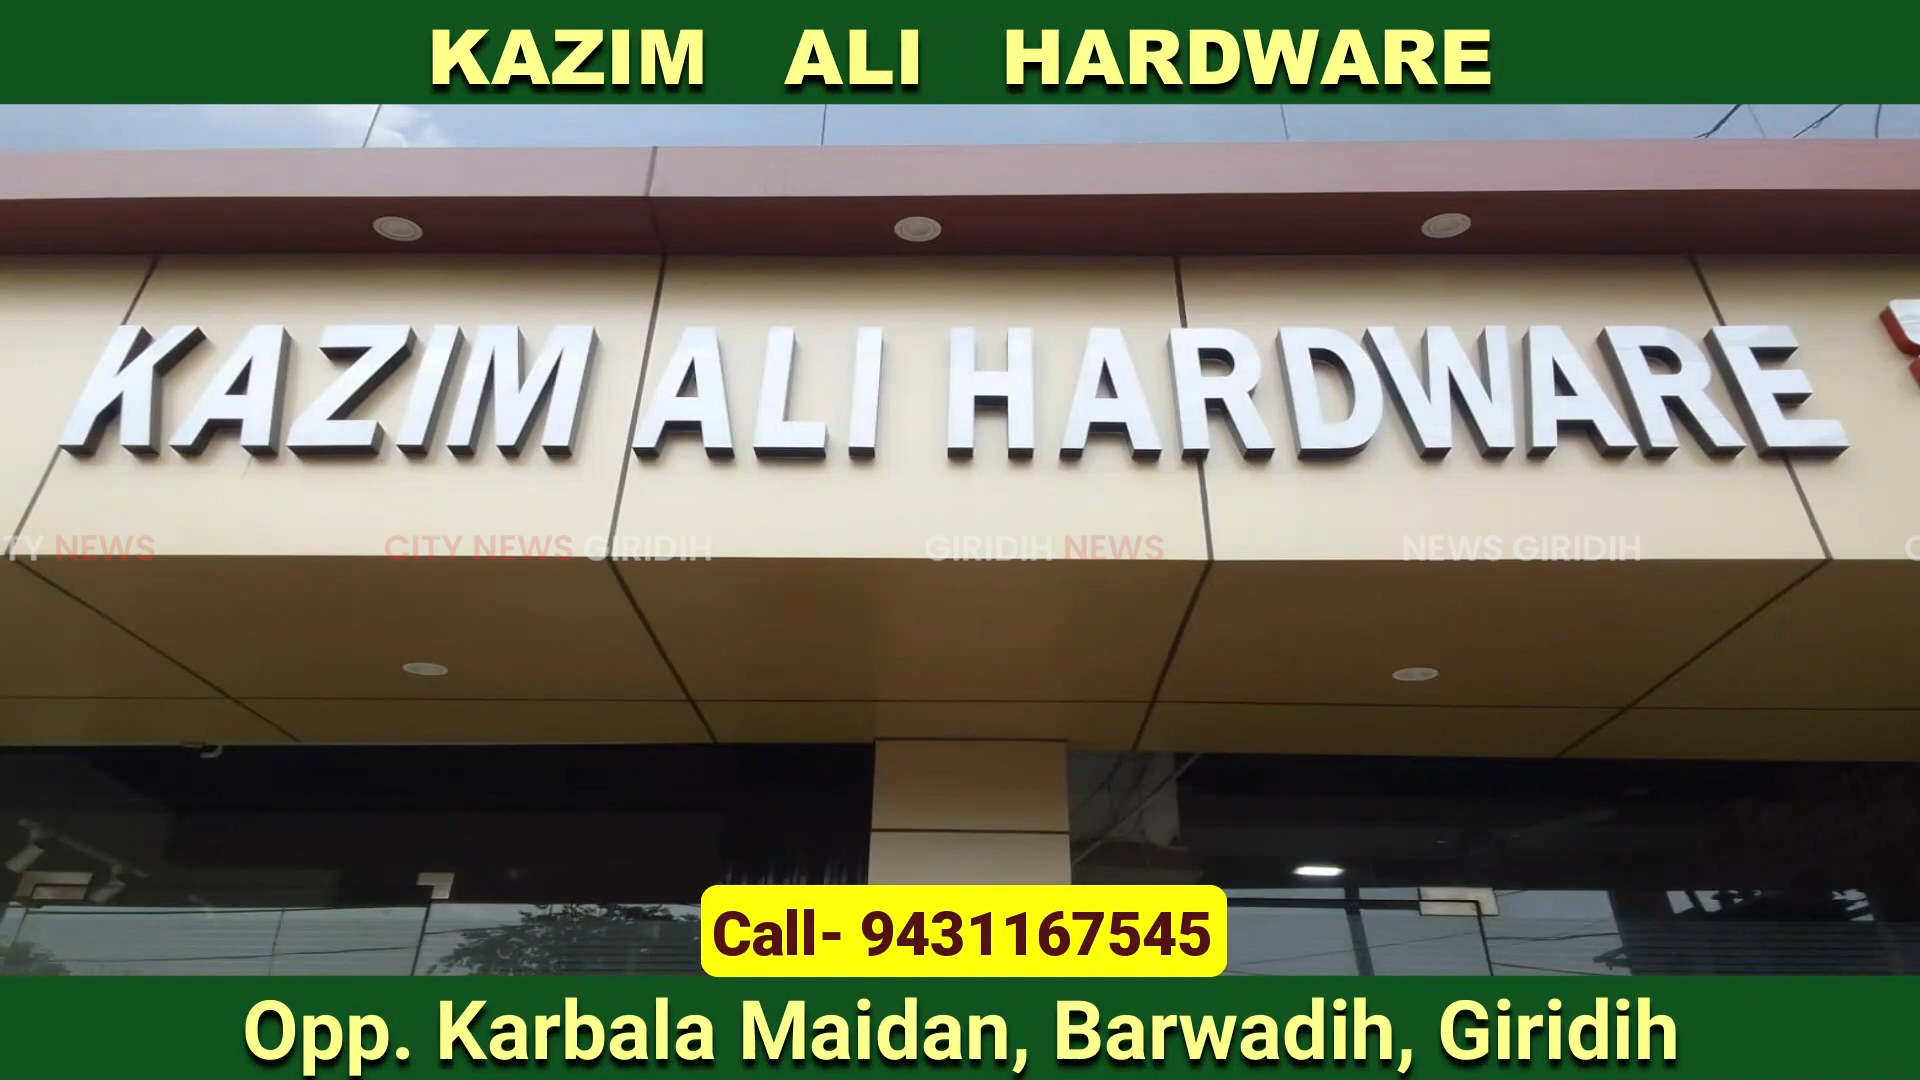 KAZIM ALI HARDWARE
KAZIM ALI HARDWARE
NEWS CITY NEWS GIRIDIH GIRIDIH NEWS NEWS GIRIDIH
Call- 9431167545
Opp. Karbala Maidan, Barwadih, Giridih